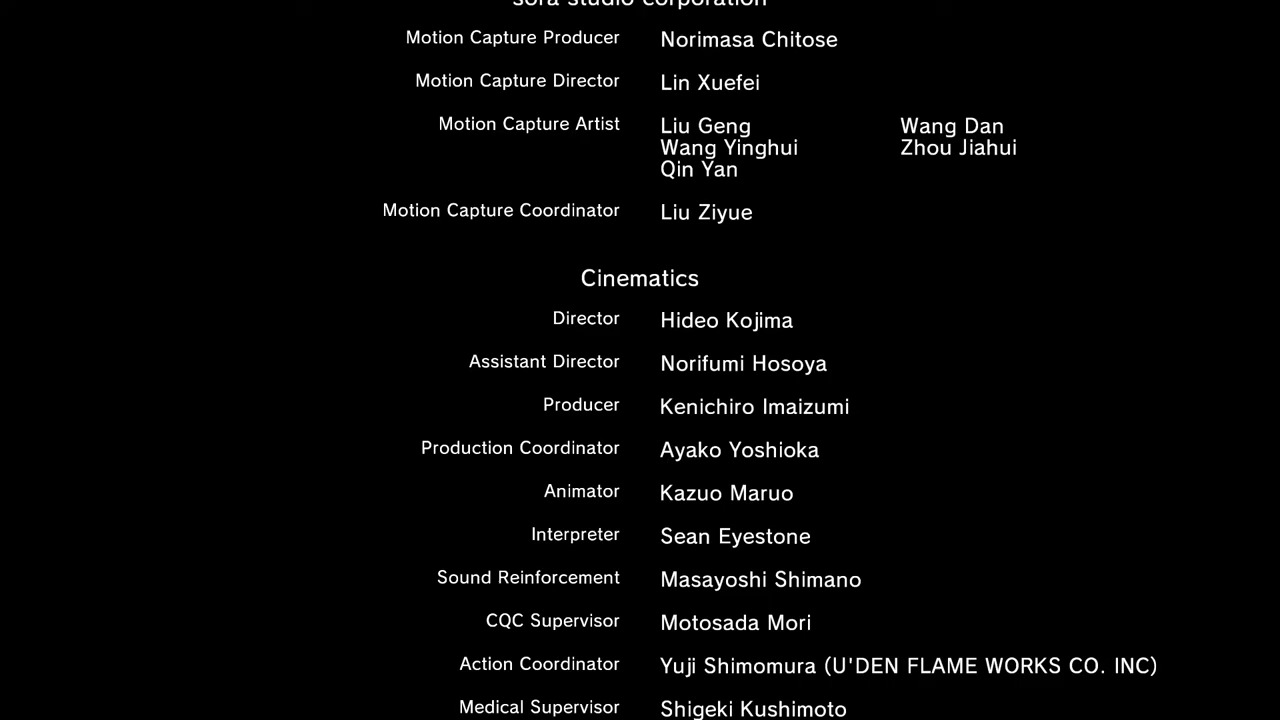 sora studio corporation
Motion Capture Producer Norimasa Chitose
Motion Capture Director Lin Xuefei
Motion Capture Artist Liu Geng Wang Dan
Wang Yinghui Zhou Jiahui
Qin Yan
Motion Capture Coordinator Liu Ziyue
Cinematics
Director Hideo Kojima
Assistant Director Norifumi Hosoya
Producer Kenichiro Imaizumi
Production Coordinator Ayako Yoshioka
Animator Kazuo Maruo
Interpreter Sean Eyestone
Sound Reinforcement Masayoshi Shimano
CQC Supervisor Motosada Mori
Action Coordinator Yuji Shimomura (U'DEN FLAME WORKS CO. INC)
Medical Supervisor Shigeki Kushimoto